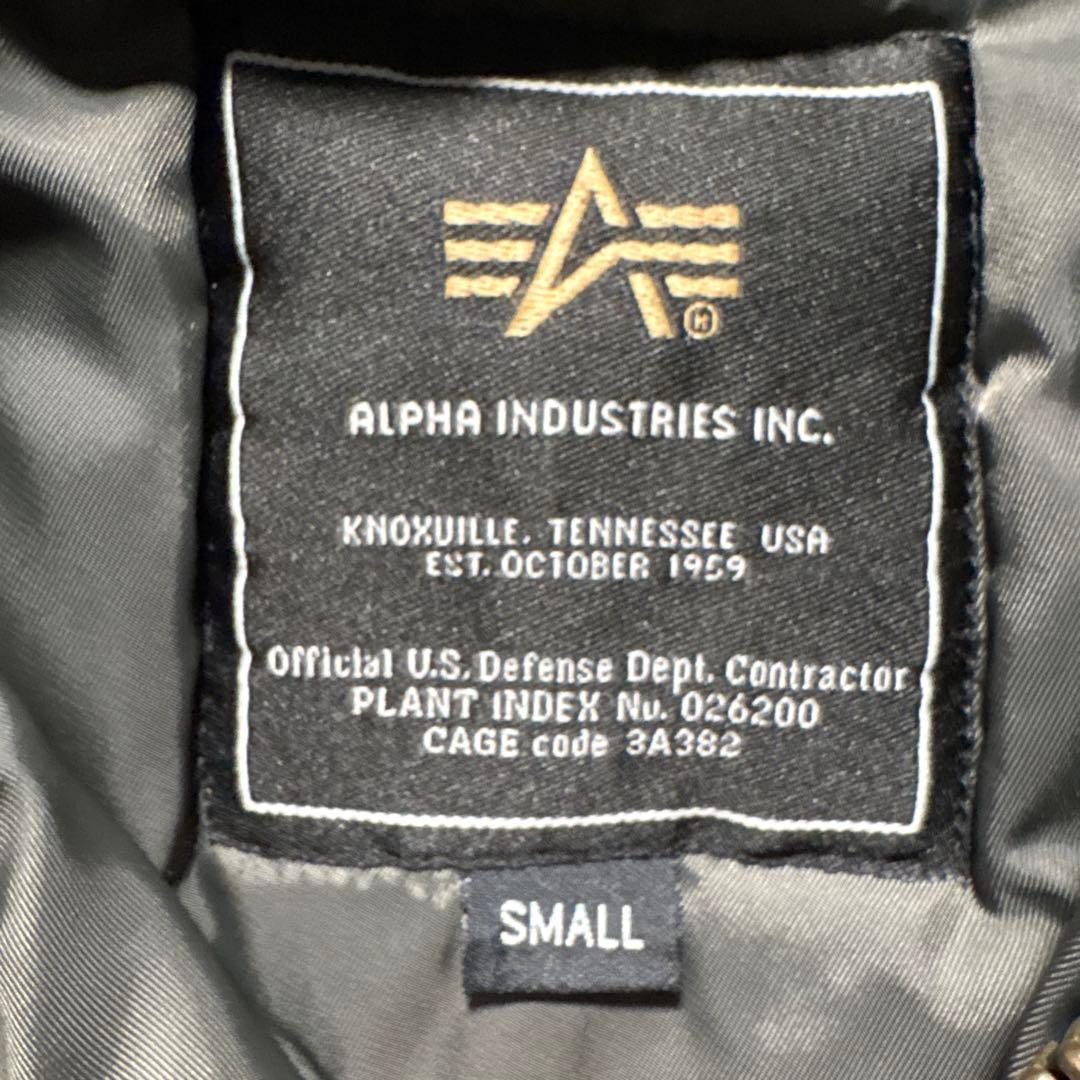 ALPHA INDUSTRIES INC.
KNOXVILLE, TENNESSEE USA
EST. OCTOBER 1959
Official U.S. Defense Dept. Contractor
PLANT INDEX No. 026200
CAGE code 3A382
SMALL